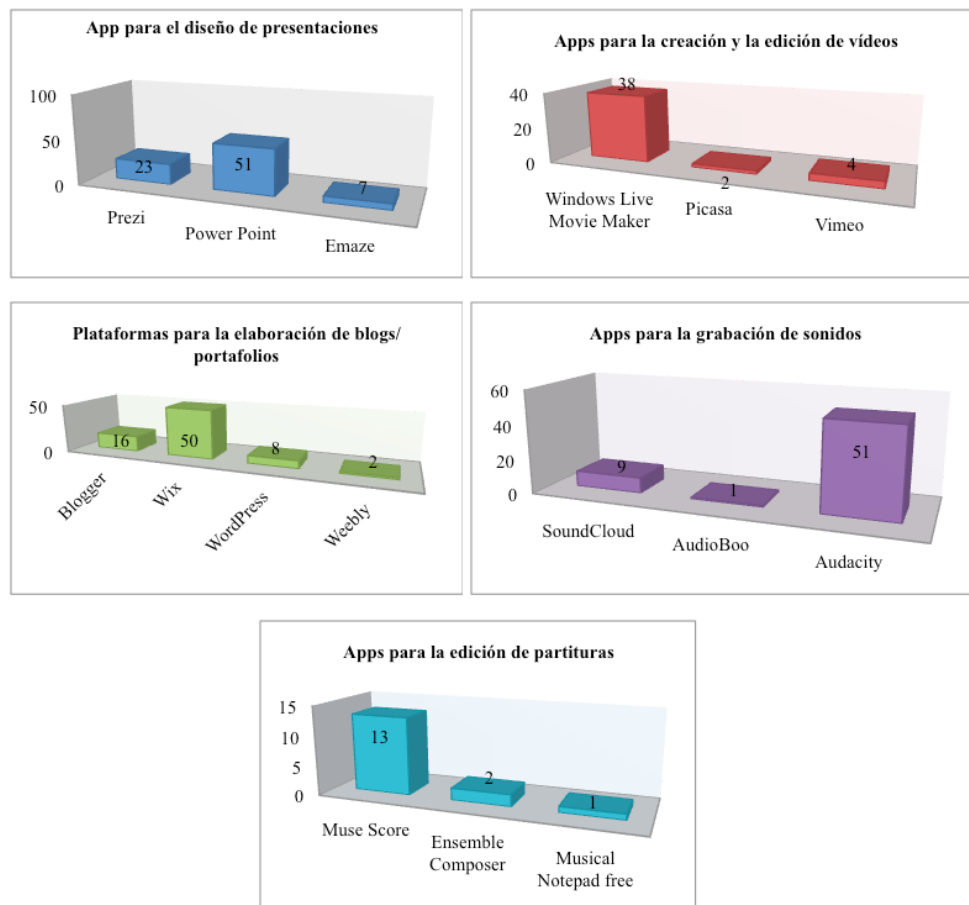 App para el diseño de presentaciones
100
50
0
23
51
7
Prezi
Power Point
Emaze
Apps para la creación y la edición de vídeos
40
20
0
38
2
4
Windows Live
Movie Maker
Picasa
Vimeo
Plataformas para la elaboración de blogs/
portafolios
50
0
16
50
8
2
Blogger
Wix
WordPress
Weebly
Apps para la grabación de sonidos
60
40
20
0
9
1
51
SoundCloud
AudioBoo
Audacity
Apps para la edición de partituras
15
10
5
0
13
2
1
Muse Score
Ensemble
Composer
Musical
Notepad free